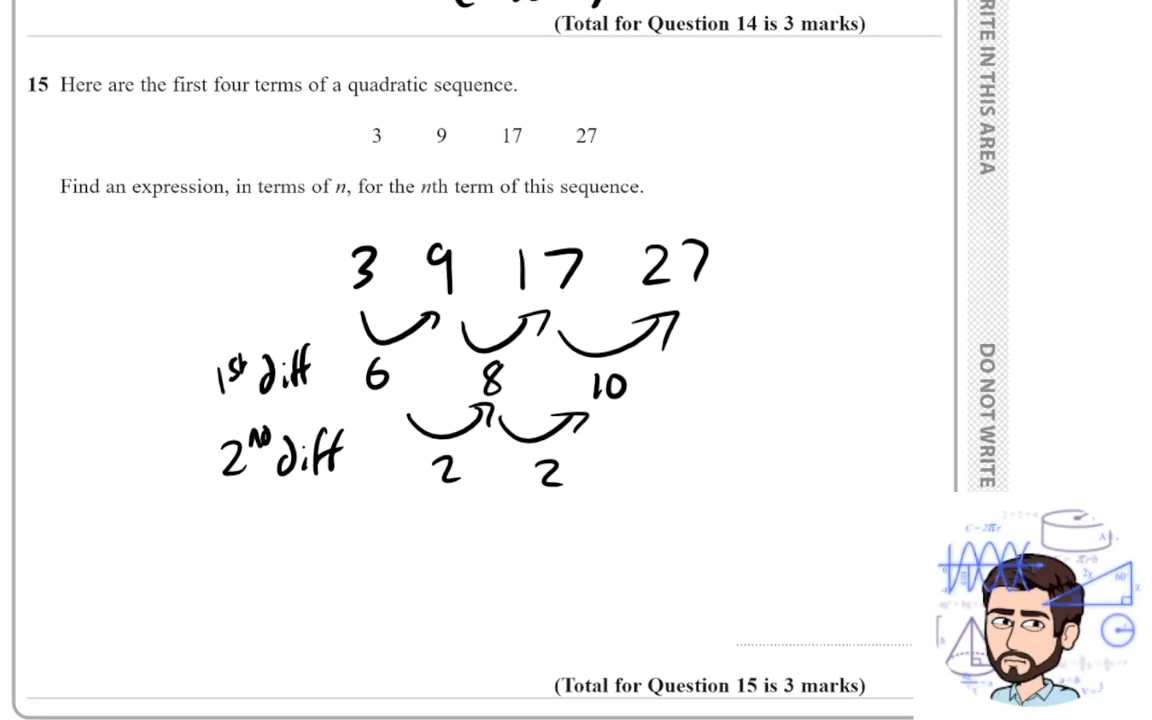 (Total for Question 14 is 3 marks)
RITE IN THIS AREA
15 Here are the first four terms of a quadratic sequence.
3 9 17 27
Find an expression, in terms of n, for the nth term of this sequence.
3 9 17 27
1st diff 6 8 10
2nd diff 2 2
DO NOT WRITE
C=2πr
2x
60°
x
(Total for Question 15 is 3 marks)